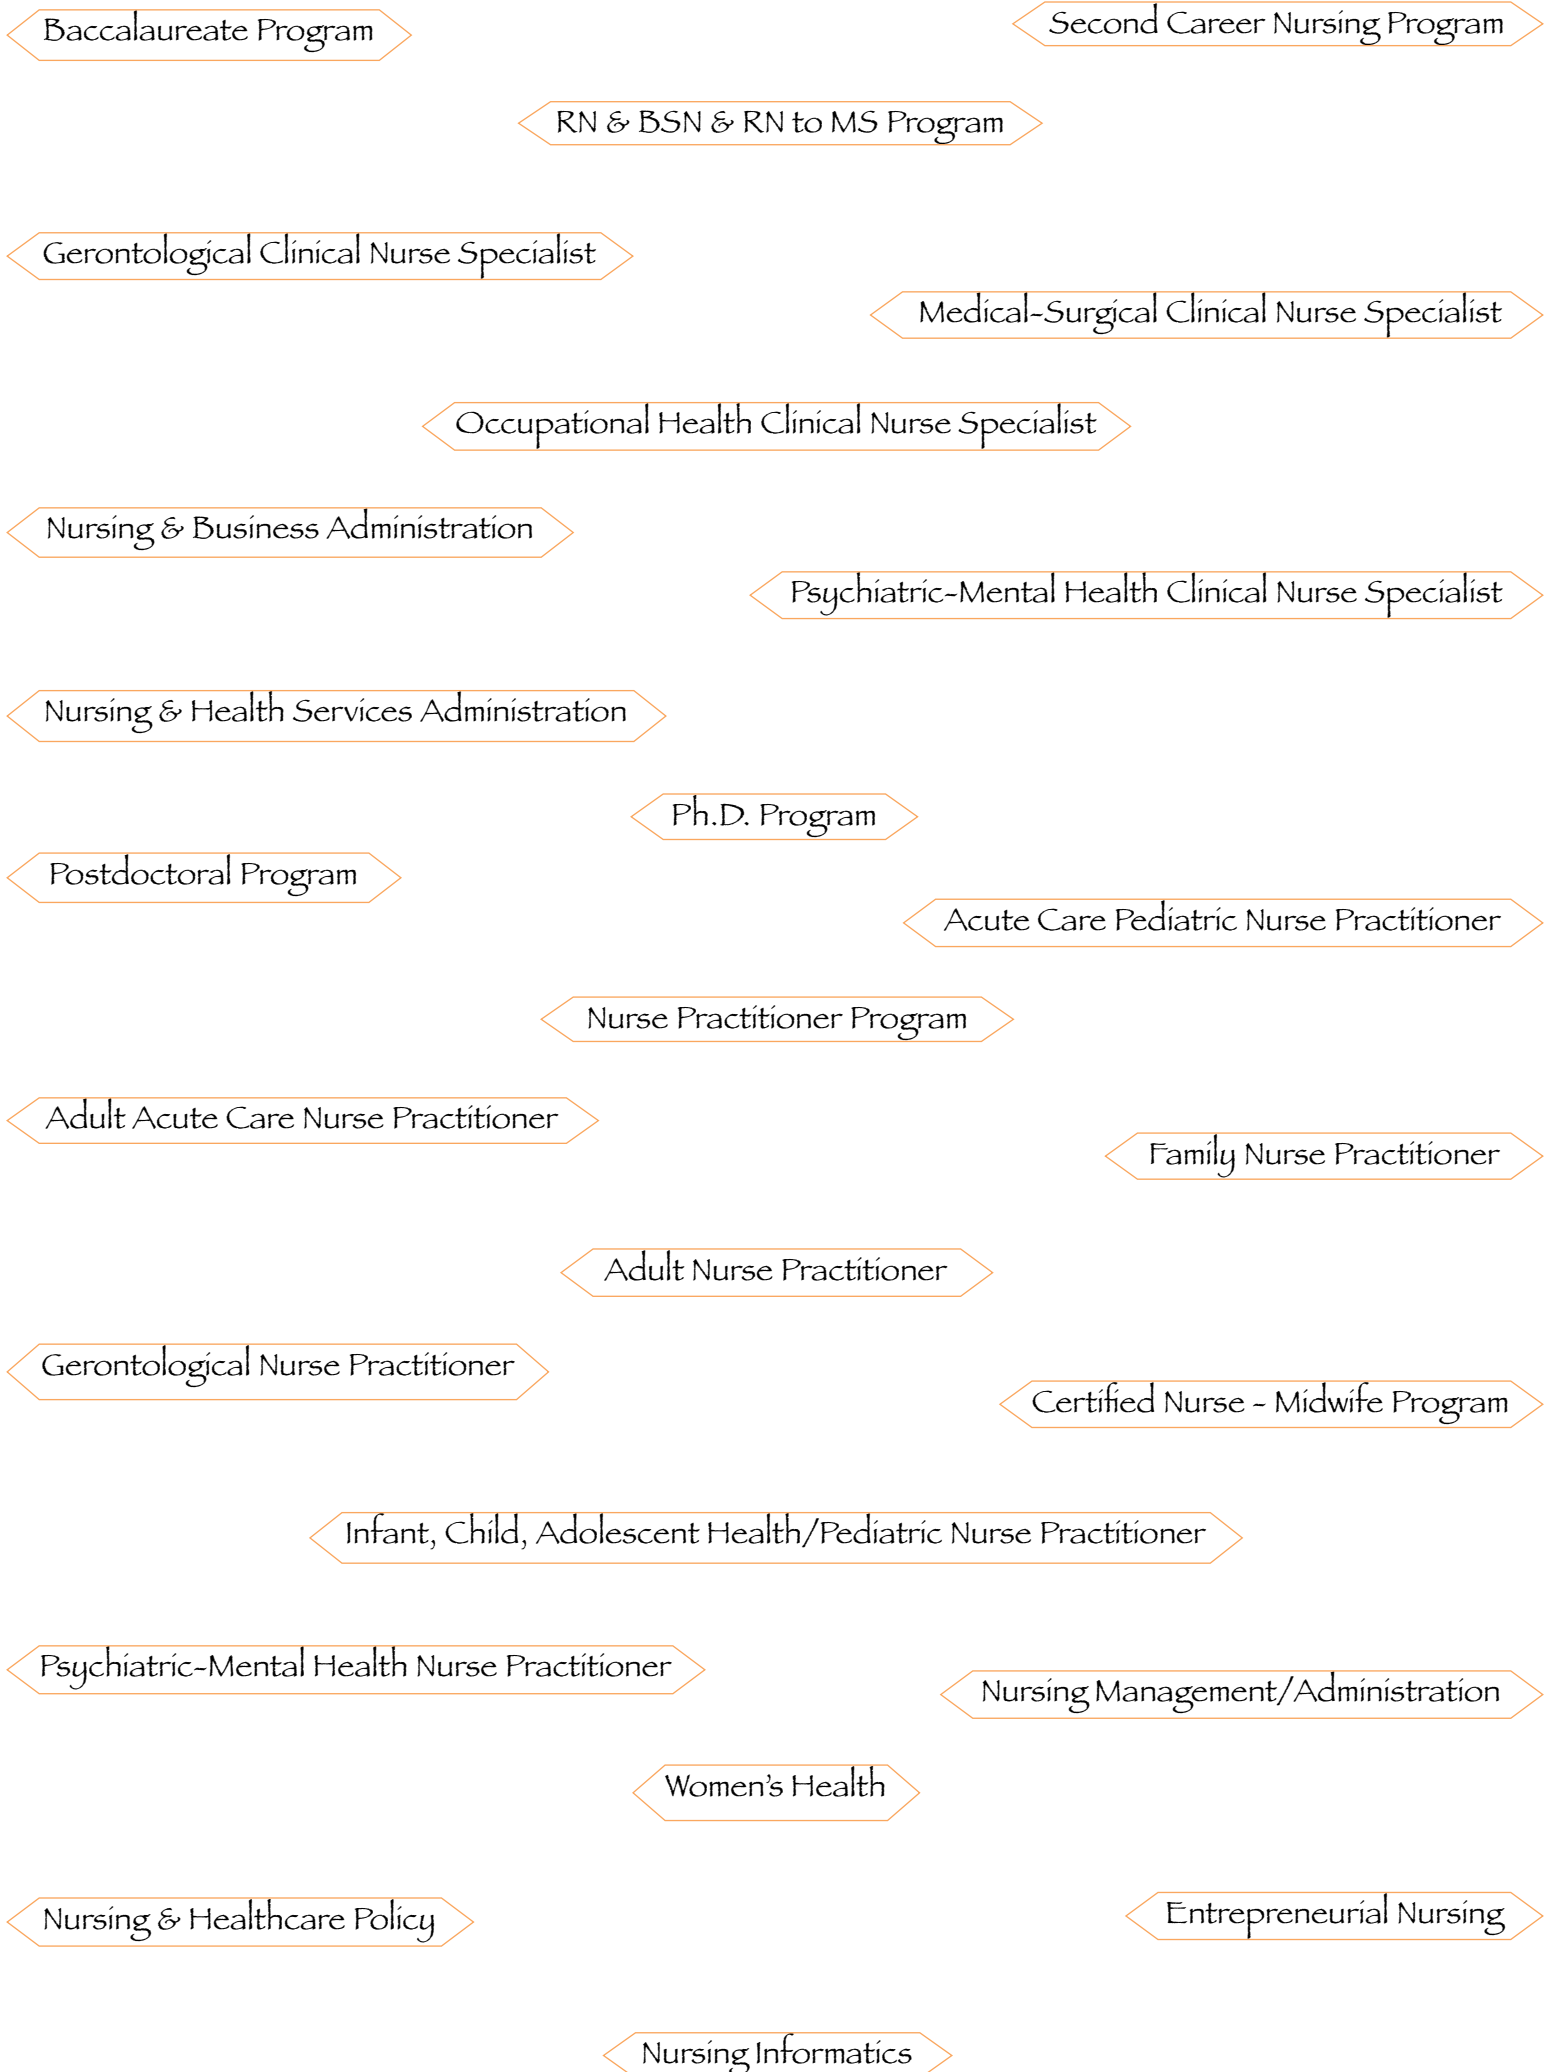 Baccalaureate Program
Second Career Nursing Program
RN & BSN & RN to MS Program
Gerontological Clinical Nurse Specialist
Medical-Surgical Clinical Nurse Specialist
Occupational Health Clinical Nurse Specialist
Nursing & Business Administration
Psychiatric-Mental Health Clinical Nurse Specialist
Nursing & Health Services Administration
Ph.D. Program
Postdoctoral Program
Acute Care Pediatric Nurse Practitioner
Nurse Practitioner Program
Adult Acute Care Nurse Practitioner
Family Nurse Practitioner
Adult Nurse Practitioner
Gerontological Nurse Practitioner
Certified Nurse - Midwife Program
Infant, Child, Adolescent Health/Pediatric Nurse Practitioner
Psychiatric-Mental Health Nurse Practitioner
Nursing Management/Administration
Women's Health
Nursing & Healthcare Policy
Entrepreneurial Nursing
Nursing Informatics